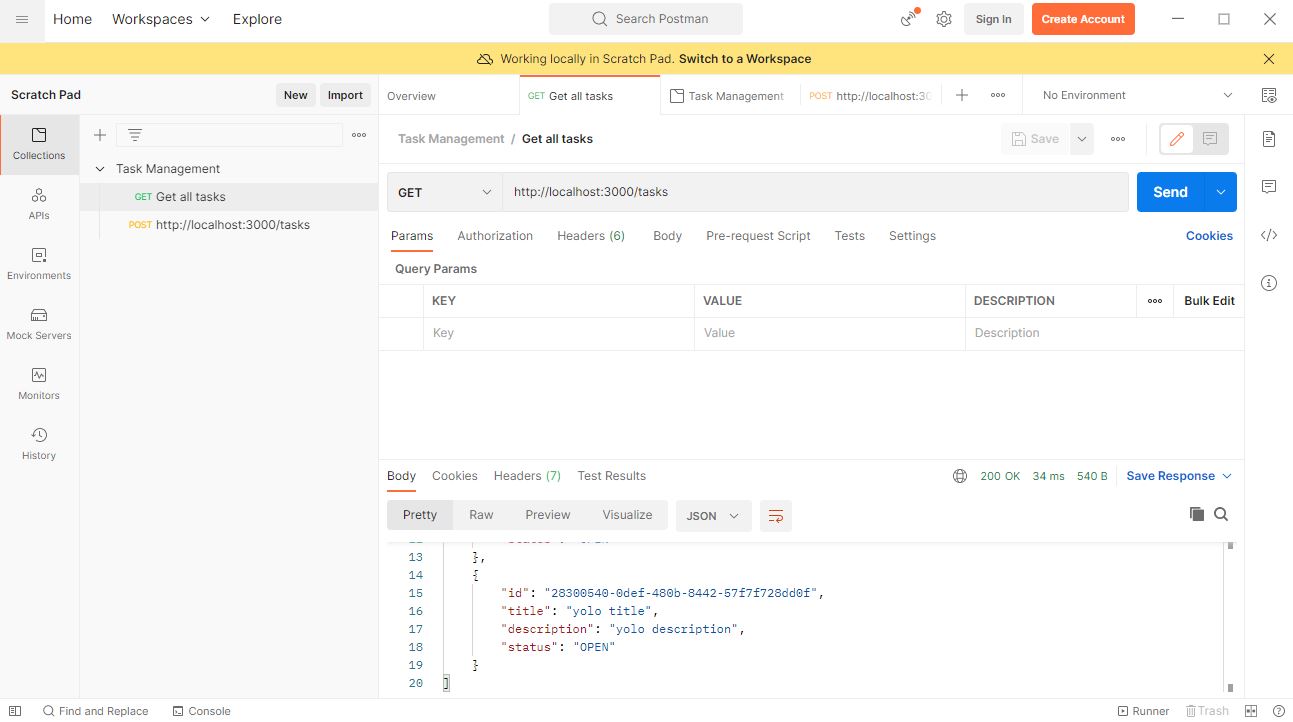 Home Workspaces Explore Search Postman Sign In Create Account
Working locally in Scratch Pad. Switch to a Workspace
Scratch Pad New Import Overview GET Get all tasks Task Management POST http://localhost:30 No Environment
Collections
APIs
Environments
Mock Servers
Monitors
History
Task Management
GET Get all tasks
POST http://localhost:3000/tasks
Task Management / Get all tasks Save
GET http://localhost:3000/tasks Send
Params Authorization Headers (6) Body Pre-request Script Tests Settings Cookies
Query Params
KEY VALUE DESCRIPTION Bulk Edit
Key Value Description
Body Cookies Headers (7) Test Results 200 OK 34 ms 540 B Save Response
Pretty Raw Preview Visualize JSON
13 },
14 {
15 "id": "28300540-0def-480b-8442-57f7f728dd0f",
16 "title": "yolo title",
17 "description": "yolo description",
18 "status": "OPEN"
19 }
20 ]
Find and Replace Console Runner Trash